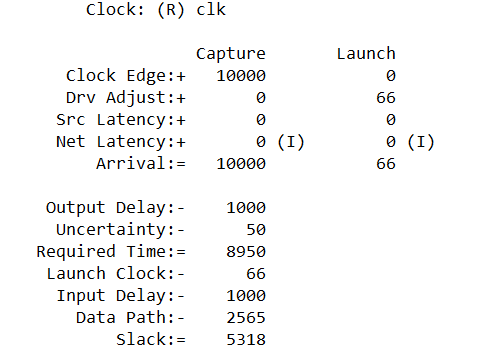 Clock: (R) clk
Capture Launch
Clock Edge:+ 10000 0
Drv Adjust:+ 0 66
Src Latency:+ 0 0
Net Latency:+ 0 (I) 0 (I)
Arrival:= 10000 66
Output Delay:- 1000
Uncertainty:- 50
Required Time:= 8950
Launch Clock:- 66
Input Delay:- 1000
Data Path:- 2565
Slack:= 5318